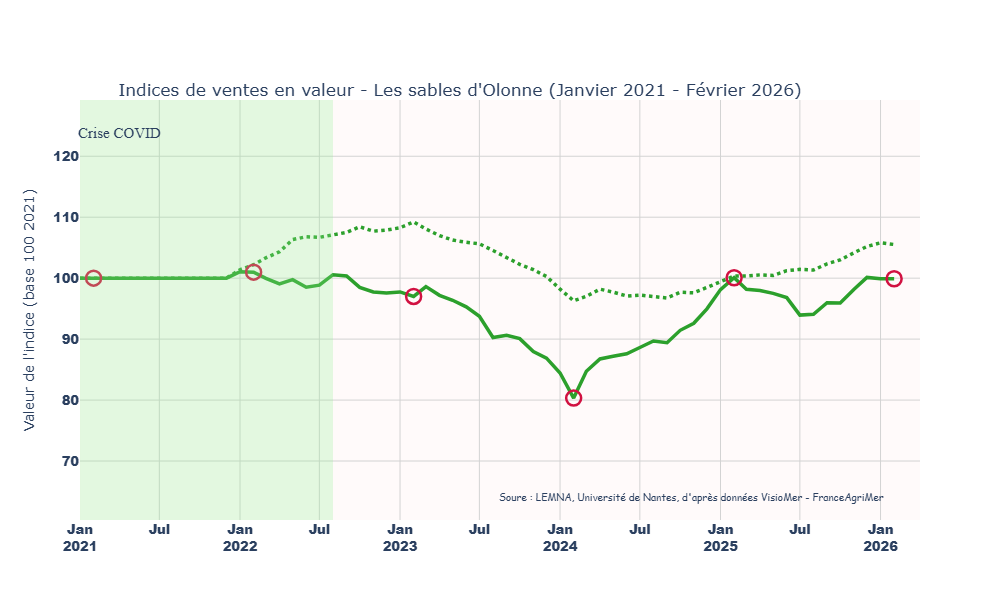 Indices de ventes en valeur - Les sables d'Olonne (Janvier 2021 - Février 2026)
Crise COVID
Valeur de l'indice (base 100 2021)
120
110
100
90
80
70
Soure : LEMNA, Université de Nantes, d'après données VisioMer - FranceAgriMer
Jan Jul Jan Jul Jan Jul Jan Jul Jan Jul Jan
2021 2022 2023 2024 2025 2026